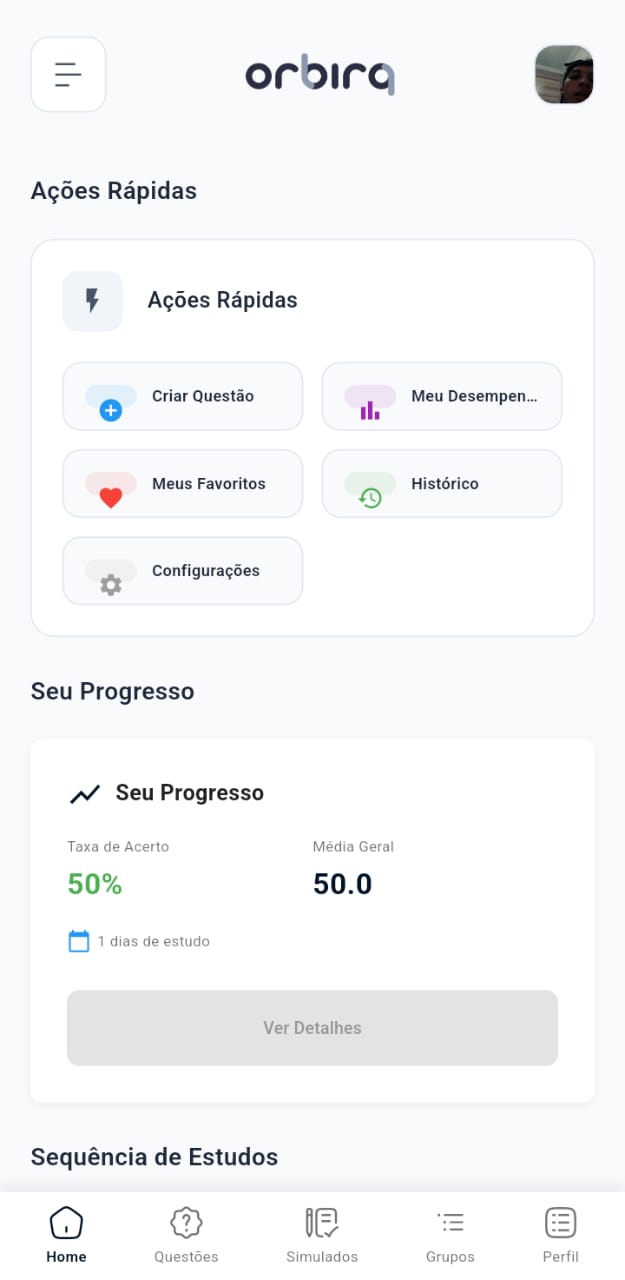 orbirq
Ações Rápidas
Ações Rápidas
Criar Questão
Meu Desempen...
Meus Favoritos
Histórico
Configurações
Seu Progresso
Seu Progresso
Taxa de Acerto
Média Geral
50%
50.0
1 dias de estudo
Ver Detalhes
Sequência de Estudos
Home
Questões
Simulados
Grupos
Perfil